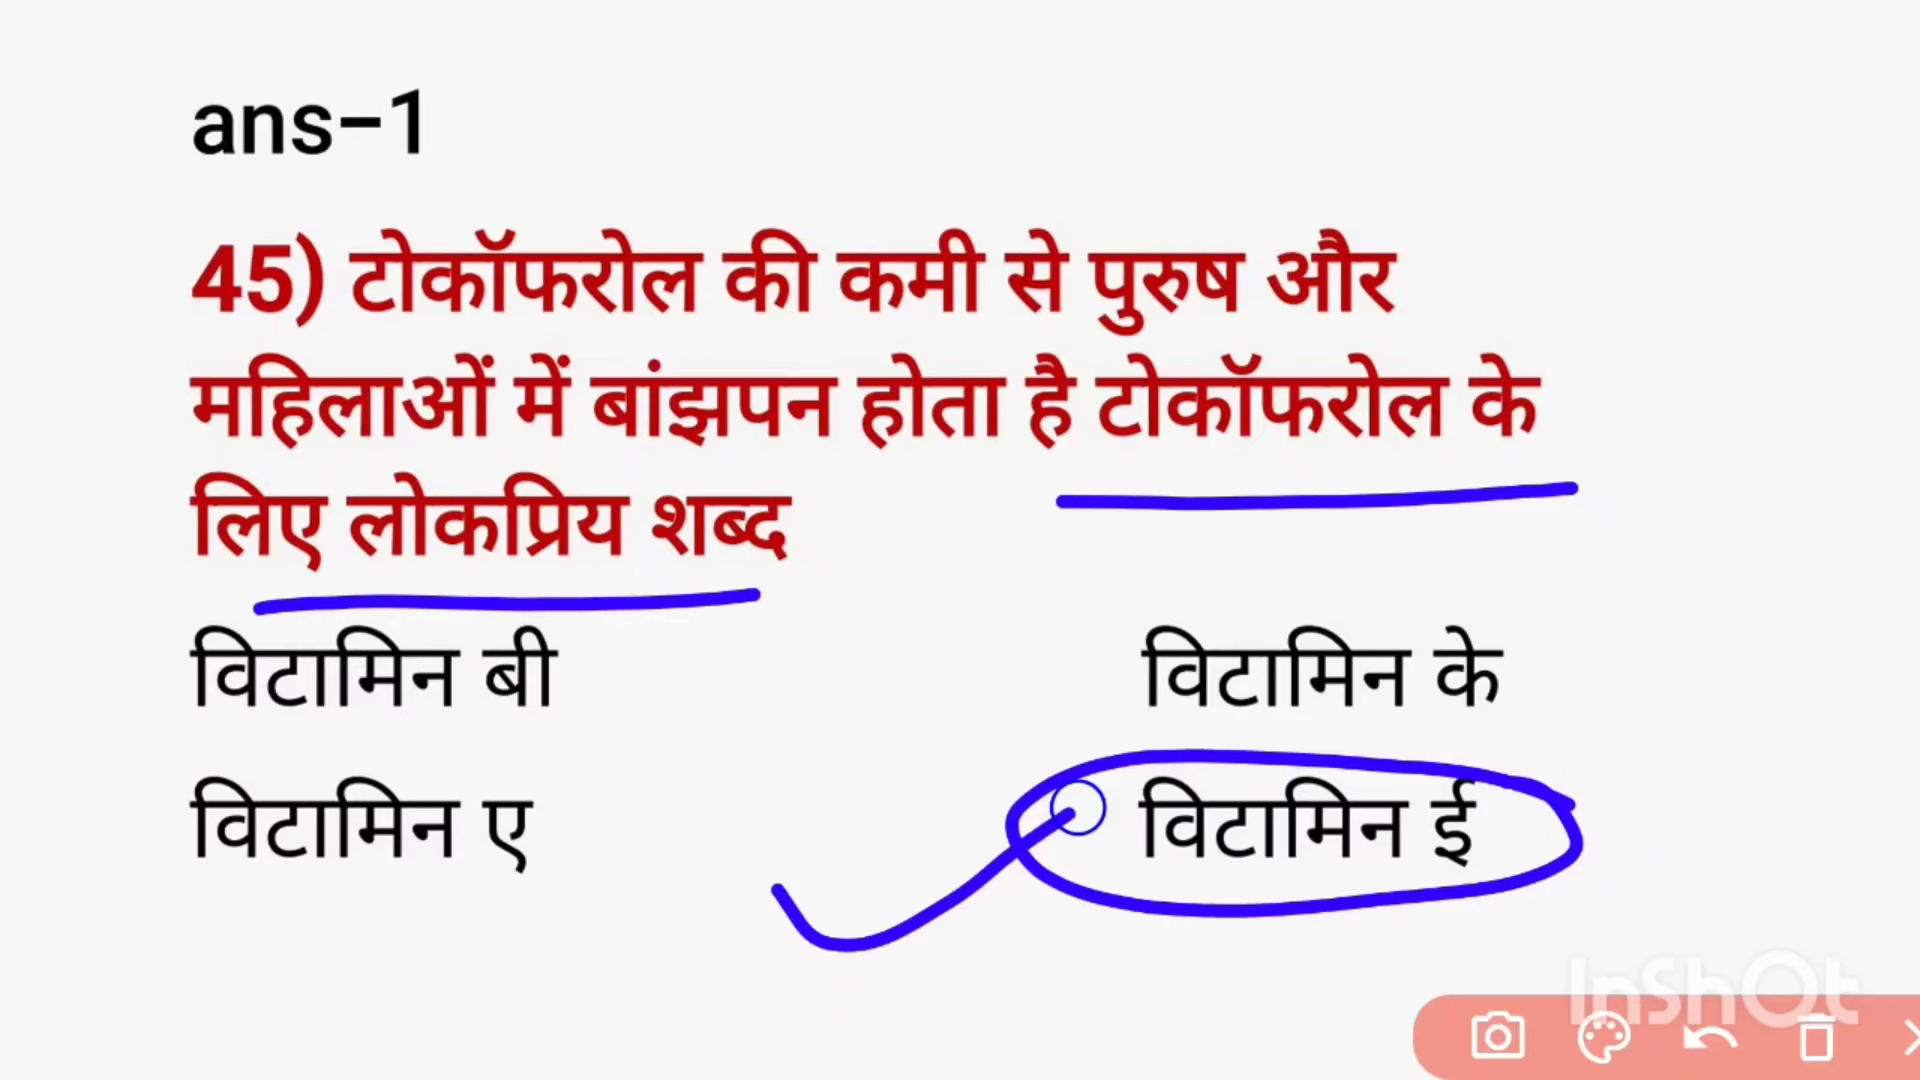 ans-1
45) टोकॉफरोल की कमी से पुरुष और
महिलाओं में बांझपन होता है टोकॉफरोल के
लिए लोकप्रिय शब्द
विटामिन बी विटामिन के
विटामिन ए विटामिन ई
InShOt